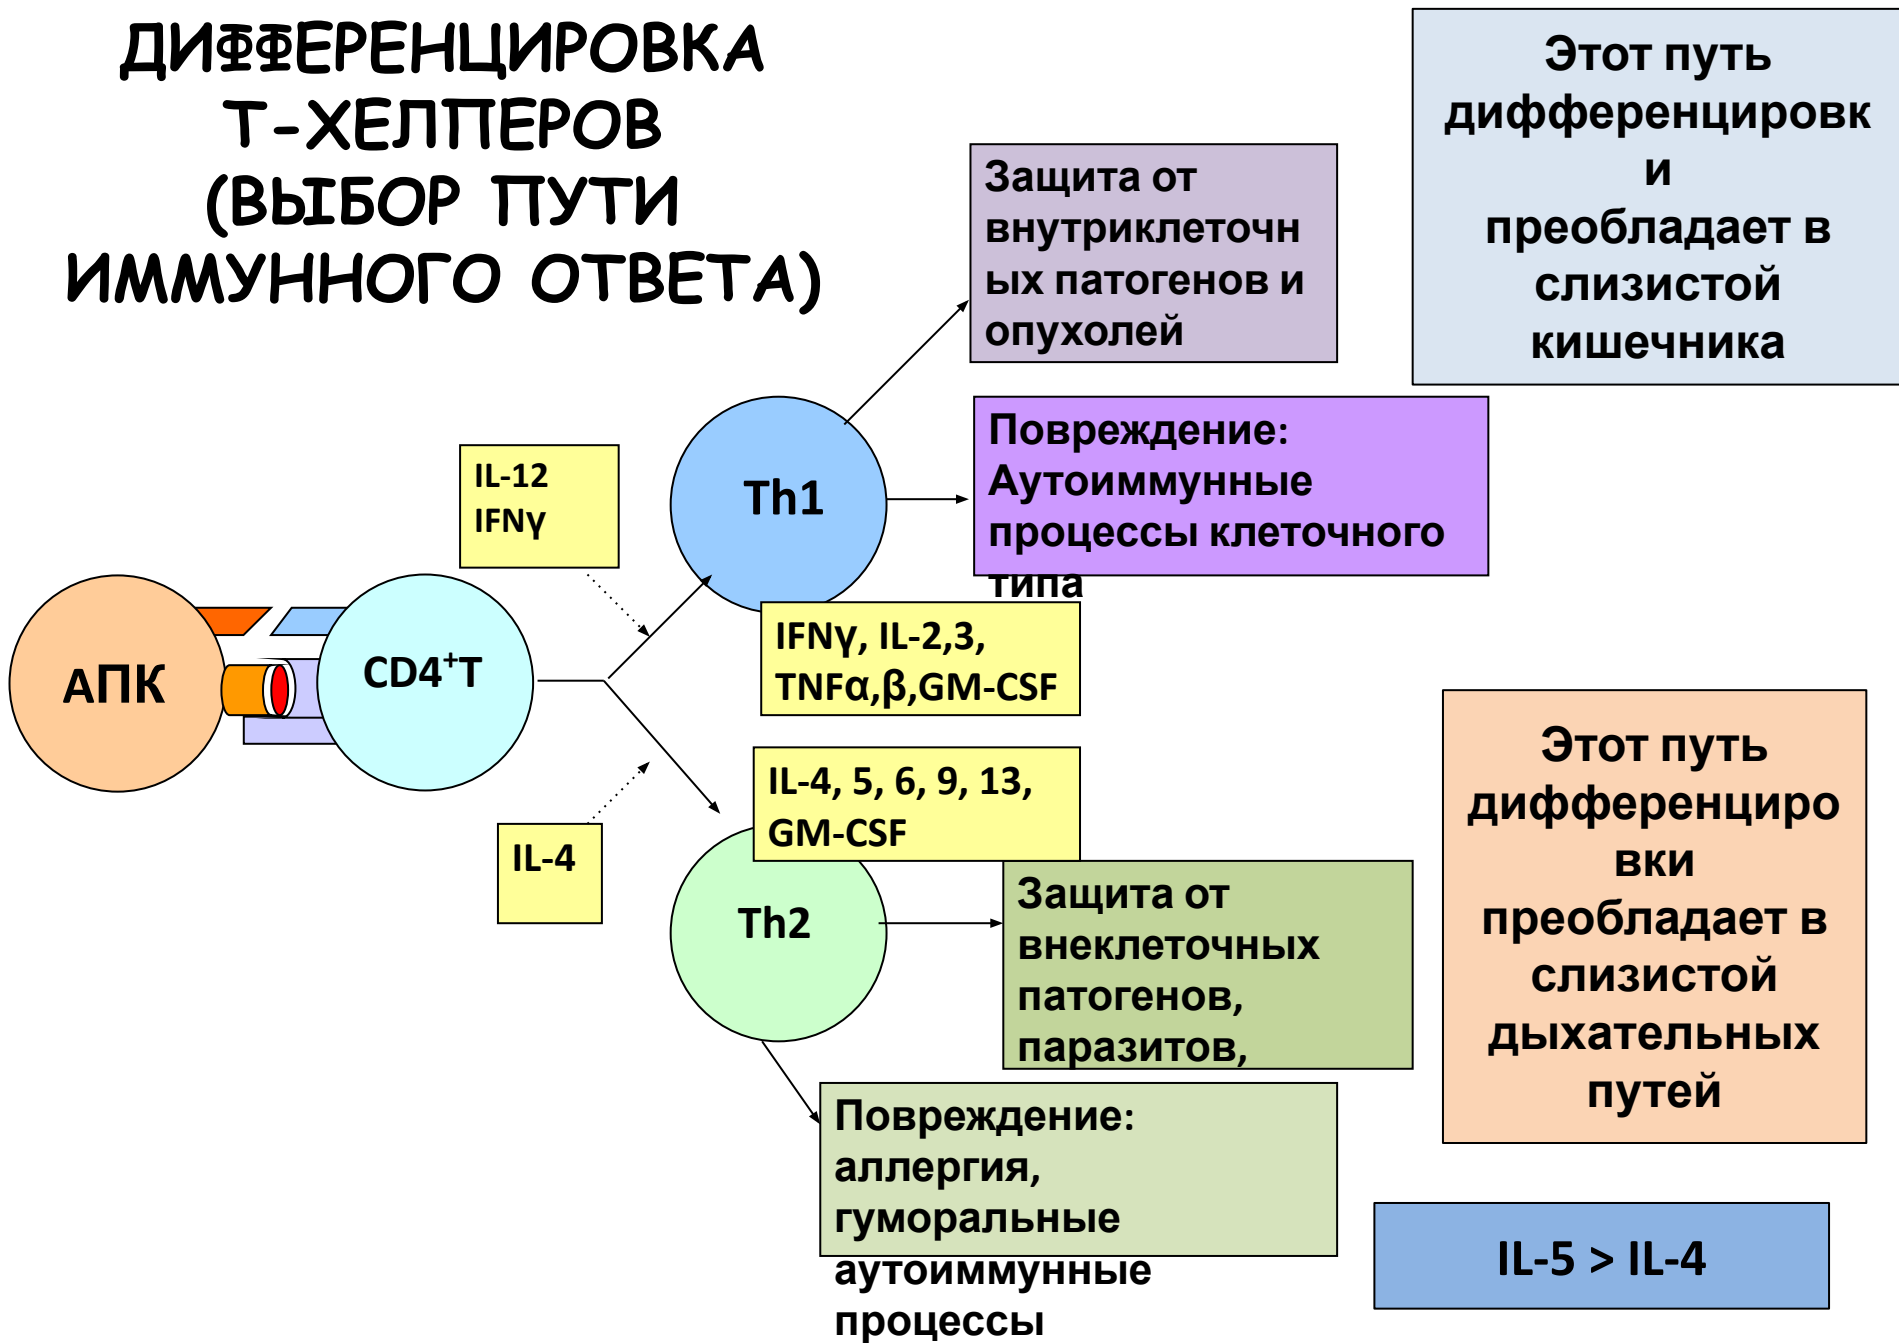 ДИФФЕРЕНЦИРОВКА
Т-ХЕЛПЕРОВ
(ВЫБОР ПУТИ
ИММУННОГО ОТВЕТА)
Этот путь
дифференцировк
и
преобладает в
слизистой
кишечника
Защита от
внутриклеточн
ых патогенов и
опухолей
Повреждение:
Аутоиммунные
процессы клеточного
типа
IL-12
IFNγ
Th1
АПК
CD4⁺T
IFNγ, IL-2,3,
TNFα,β,GM-CSF
IL-4, 5, 6, 9, 13,
GM-CSF
IL-4
Th2
Защита от
внеклеточных
патогенов,
паразитов,
Этот путь
дифференциро
вки
преобладает в
слизистой
дыхательных
путей
Повреждение:
аллергия,
гуморальные
аутоиммунные
процессы
IL-5 > IL-4